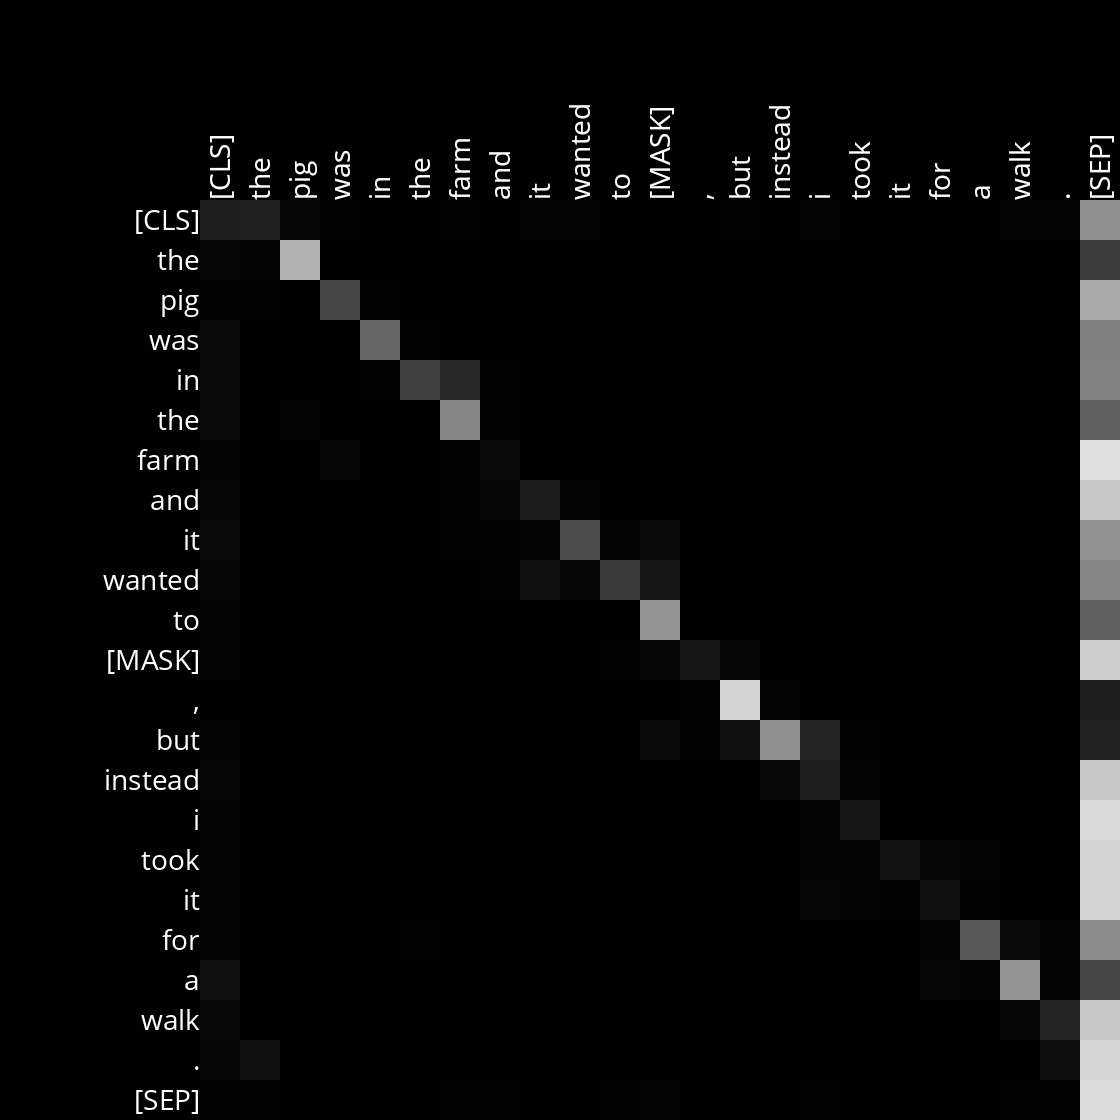 [CLS] the pig was in the farm and it wanted to [MASK] , but instead i took it for a walk . [SEP]
[CLS]
the
pig
was
in
the
farm
and
it
wanted
to
[MASK]
,
but
instead
i
took
it
for
a
walk
.
[SEP]